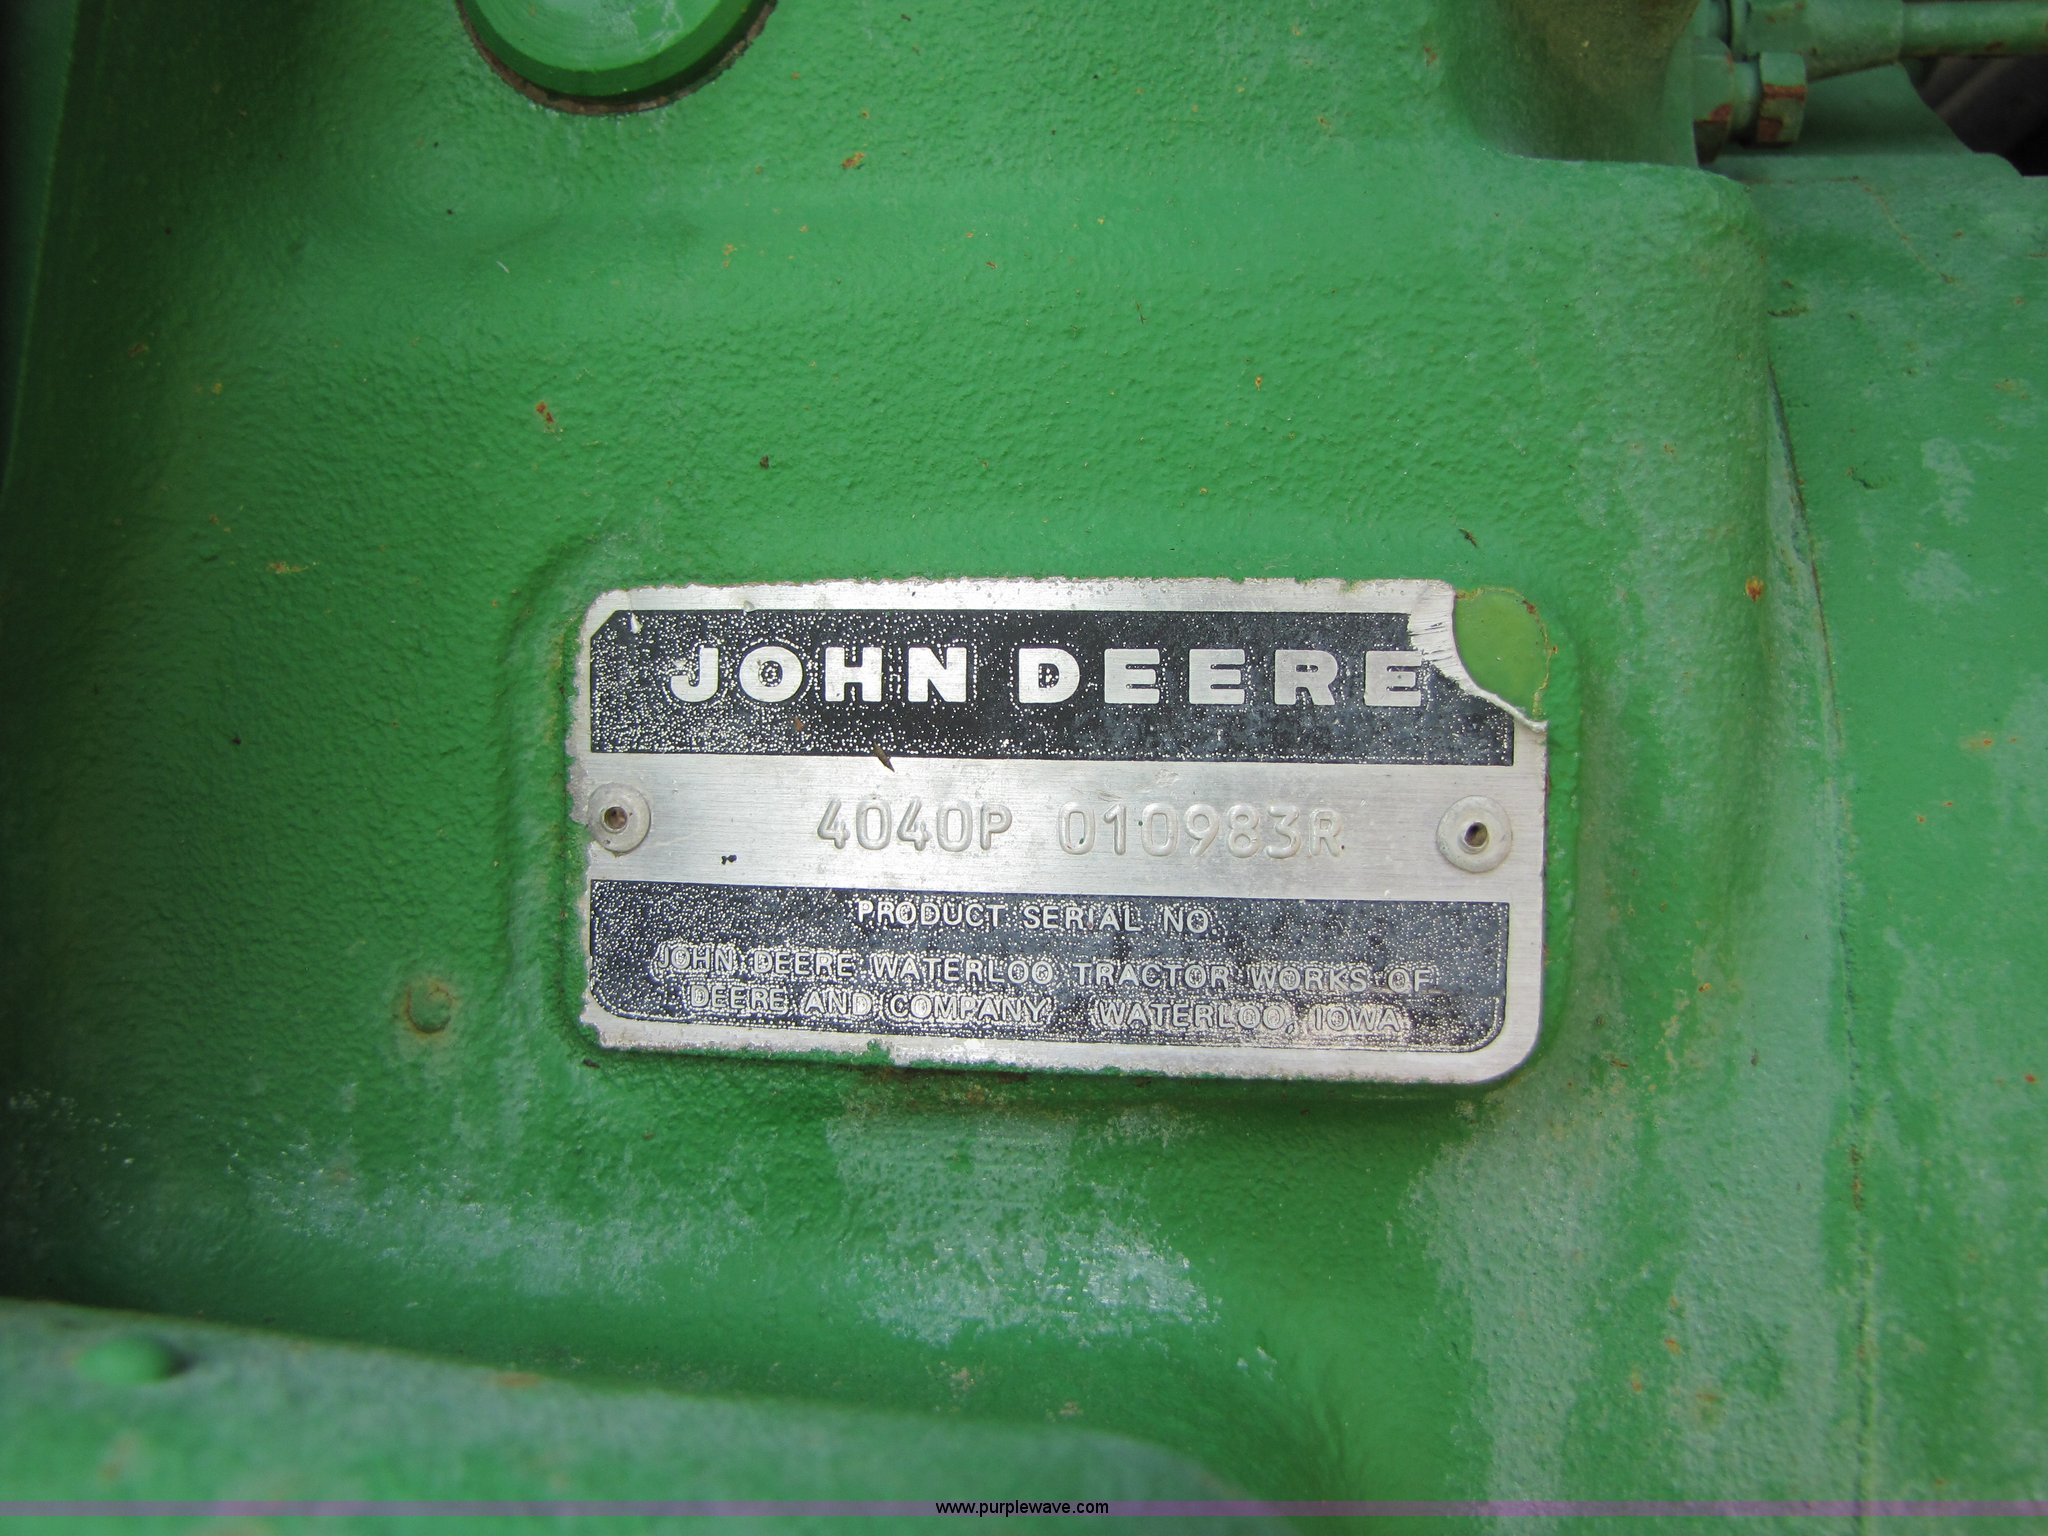 JOHN DEERE
4040P 010983R
PRODUCT SERIAL NO.
JOHN DEERE WATERLOO TRACTOR WORKS OF
DEERE AND COMPANY WATERLOO, IOWA
www.purplewave.com